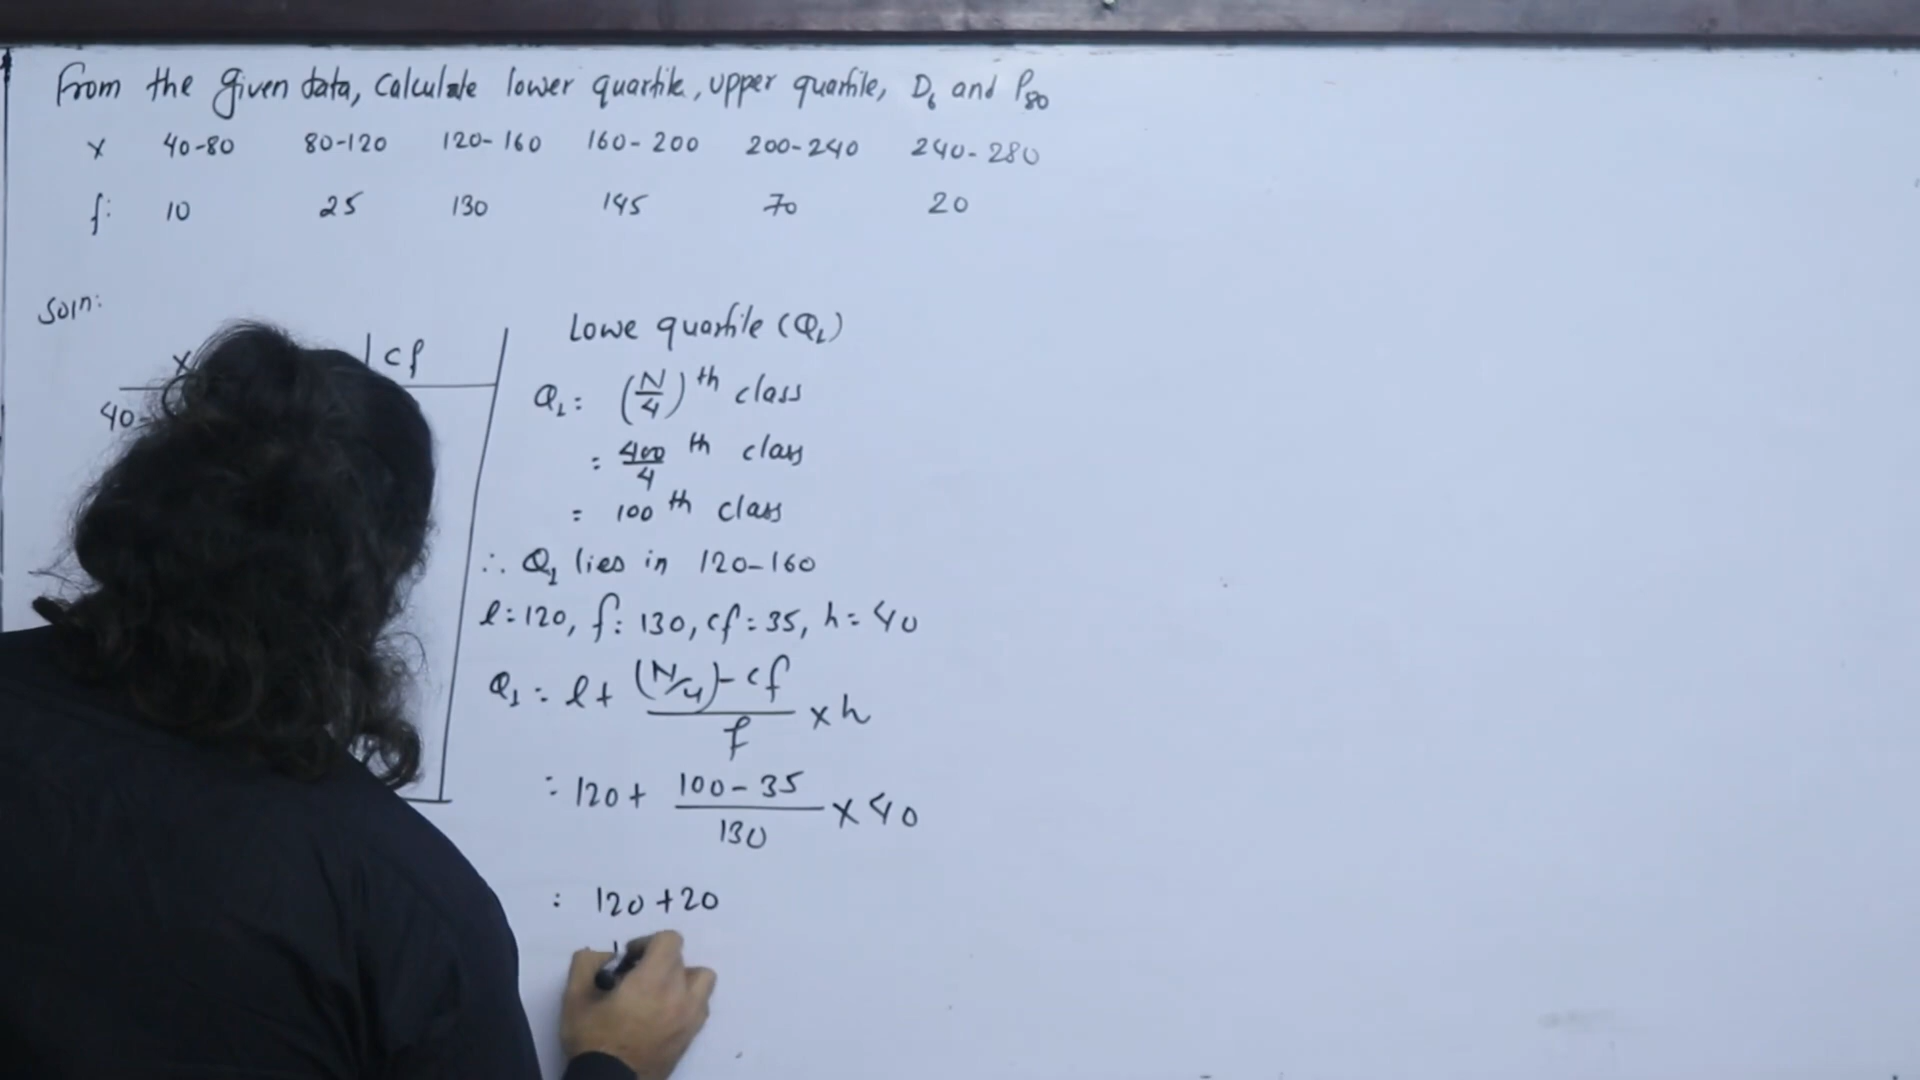 From the given data, calculate lower quartile, upper quartile, D₆ and P₈₀
X 40-80 80-120 120-160 160-200 200-240 240-280
f: 10 25 130 145 70 20
Soln:
X cf
40-
Lowe quartile (Q₁)
Q₁ = (N/4)th class
= 400/4 th class
= 100th class
∴ Q₁ lies in 120-160
l = 120, f = 130, cf = 35, h = 40
Q₁ = l + ((N/4) - cf)/f × h
= 120 + (100 - 35)/130 × 40
= 120 + 20